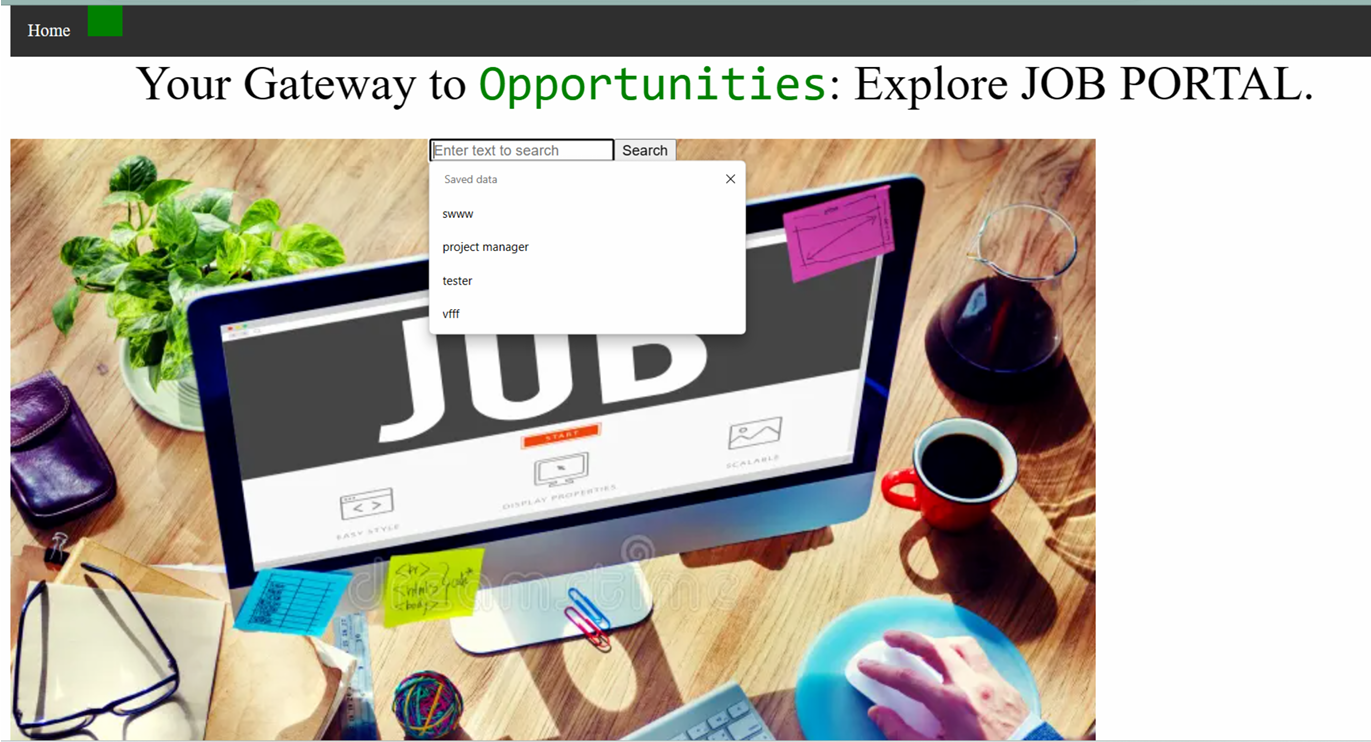 Home
Your Gateway to Opportunities: Explore JOB PORTAL.
Enter text to search Search
Saved data
swww
project manager
tester
vfff
JOB
START
SCALABLE
DISPLAY PROPERTIES
EASY STYLE
dreamstime